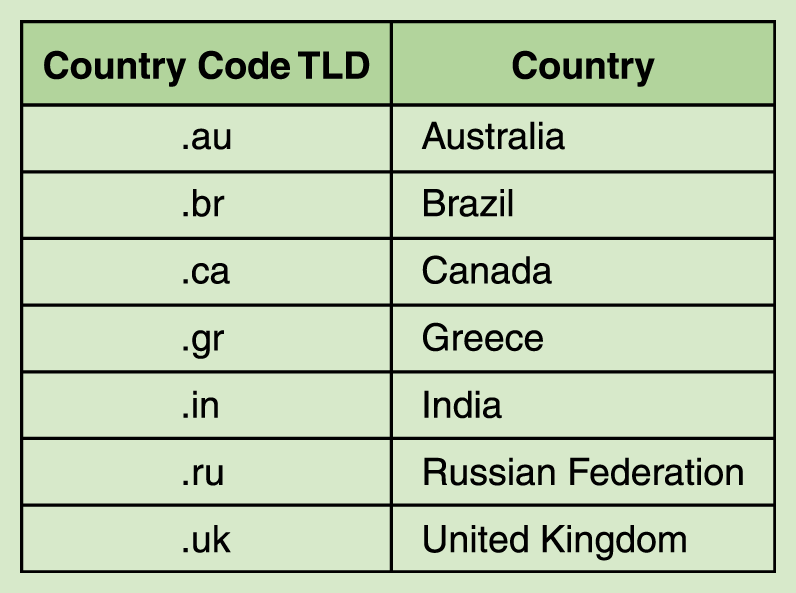 Country Code TLD Country
.au Australia
.br Brazil
.ca Canada
.gr Greece
.in India
.ru Russian Federation
.uk United Kingdom